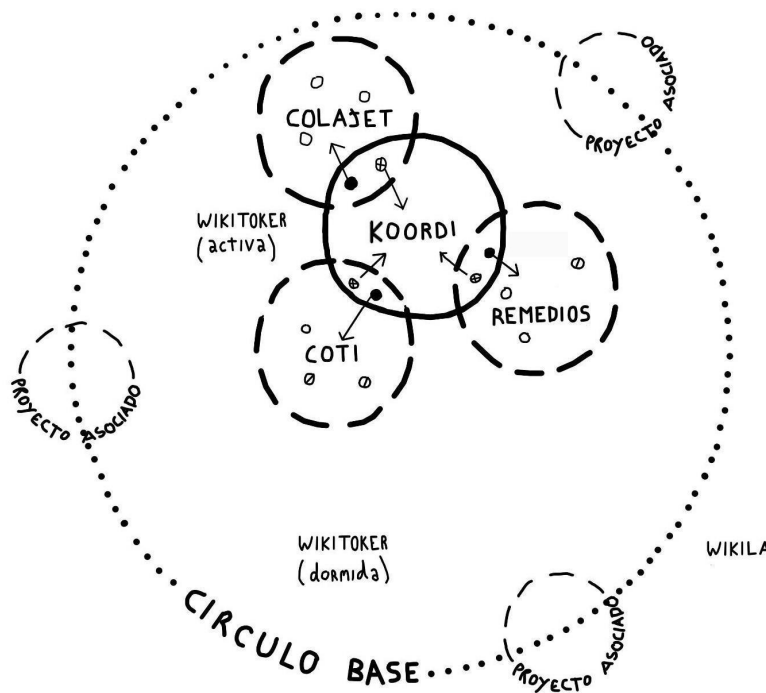 PROYECTO ASOCIADO
COLAJET
WIKITOKER
(activa)
KOORDI
REMEDIOS
COTI
PROYECTO ASOCIADO
WIKITOKER
(dormida)
WIKILA
PROYECTO ASOCIADO
CIRCULO BASE